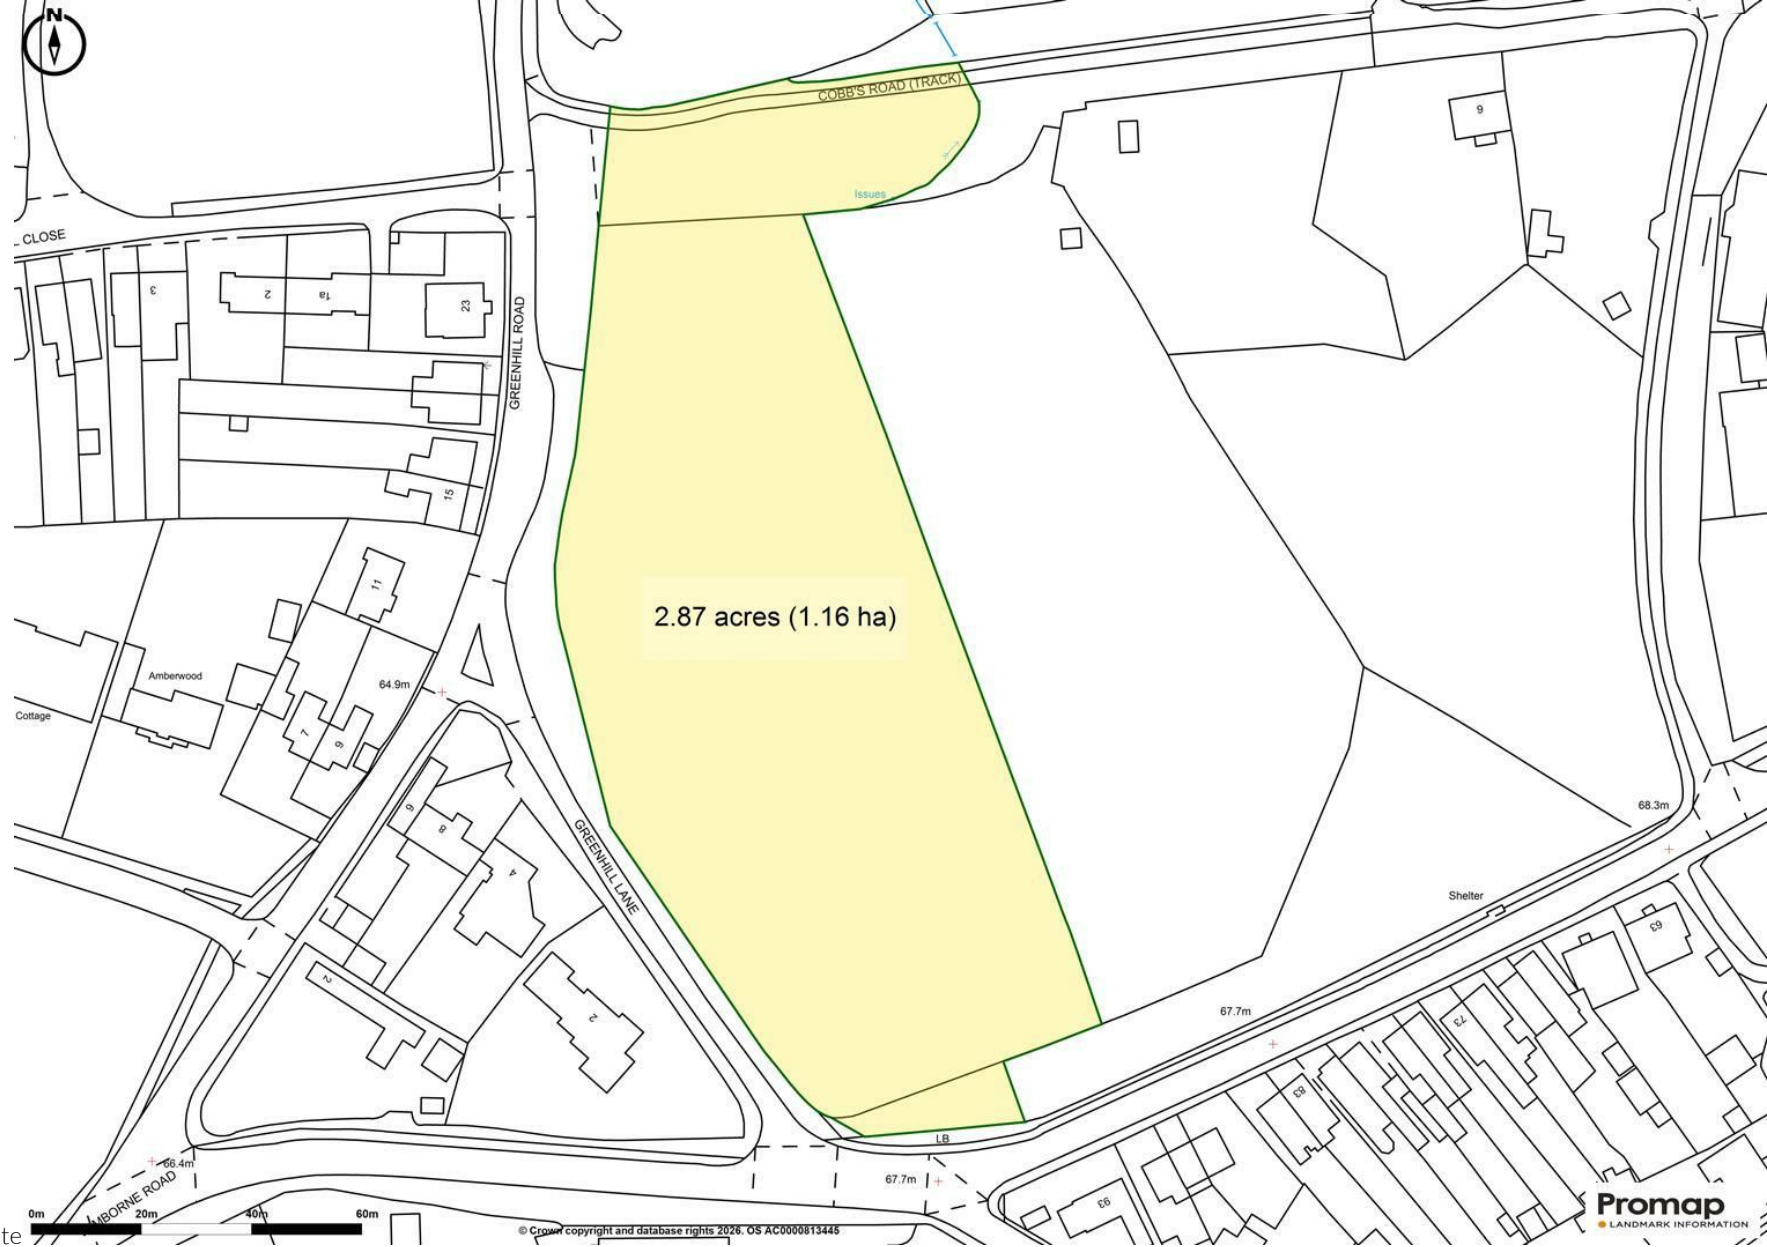 N
COBB'S ROAD (TRACK)
9
Issues
CLOSE
3
2
1a
23
GREENHILL ROAD
15
11
2.87 acres (1.16 ha)
Amberwood
64.9m
Cottage
7
9
9
8
4
GREENHILL LANE
68.3m
Shelter
63
2
2
67.7m
73
83
LB
66.4m
67.7m
MBORNE ROAD
93
0m 20m 40m 60m
© Crown copyright and database rights 2026. OS AC0000813445
Promap
LANDMARK INFORMATION
te